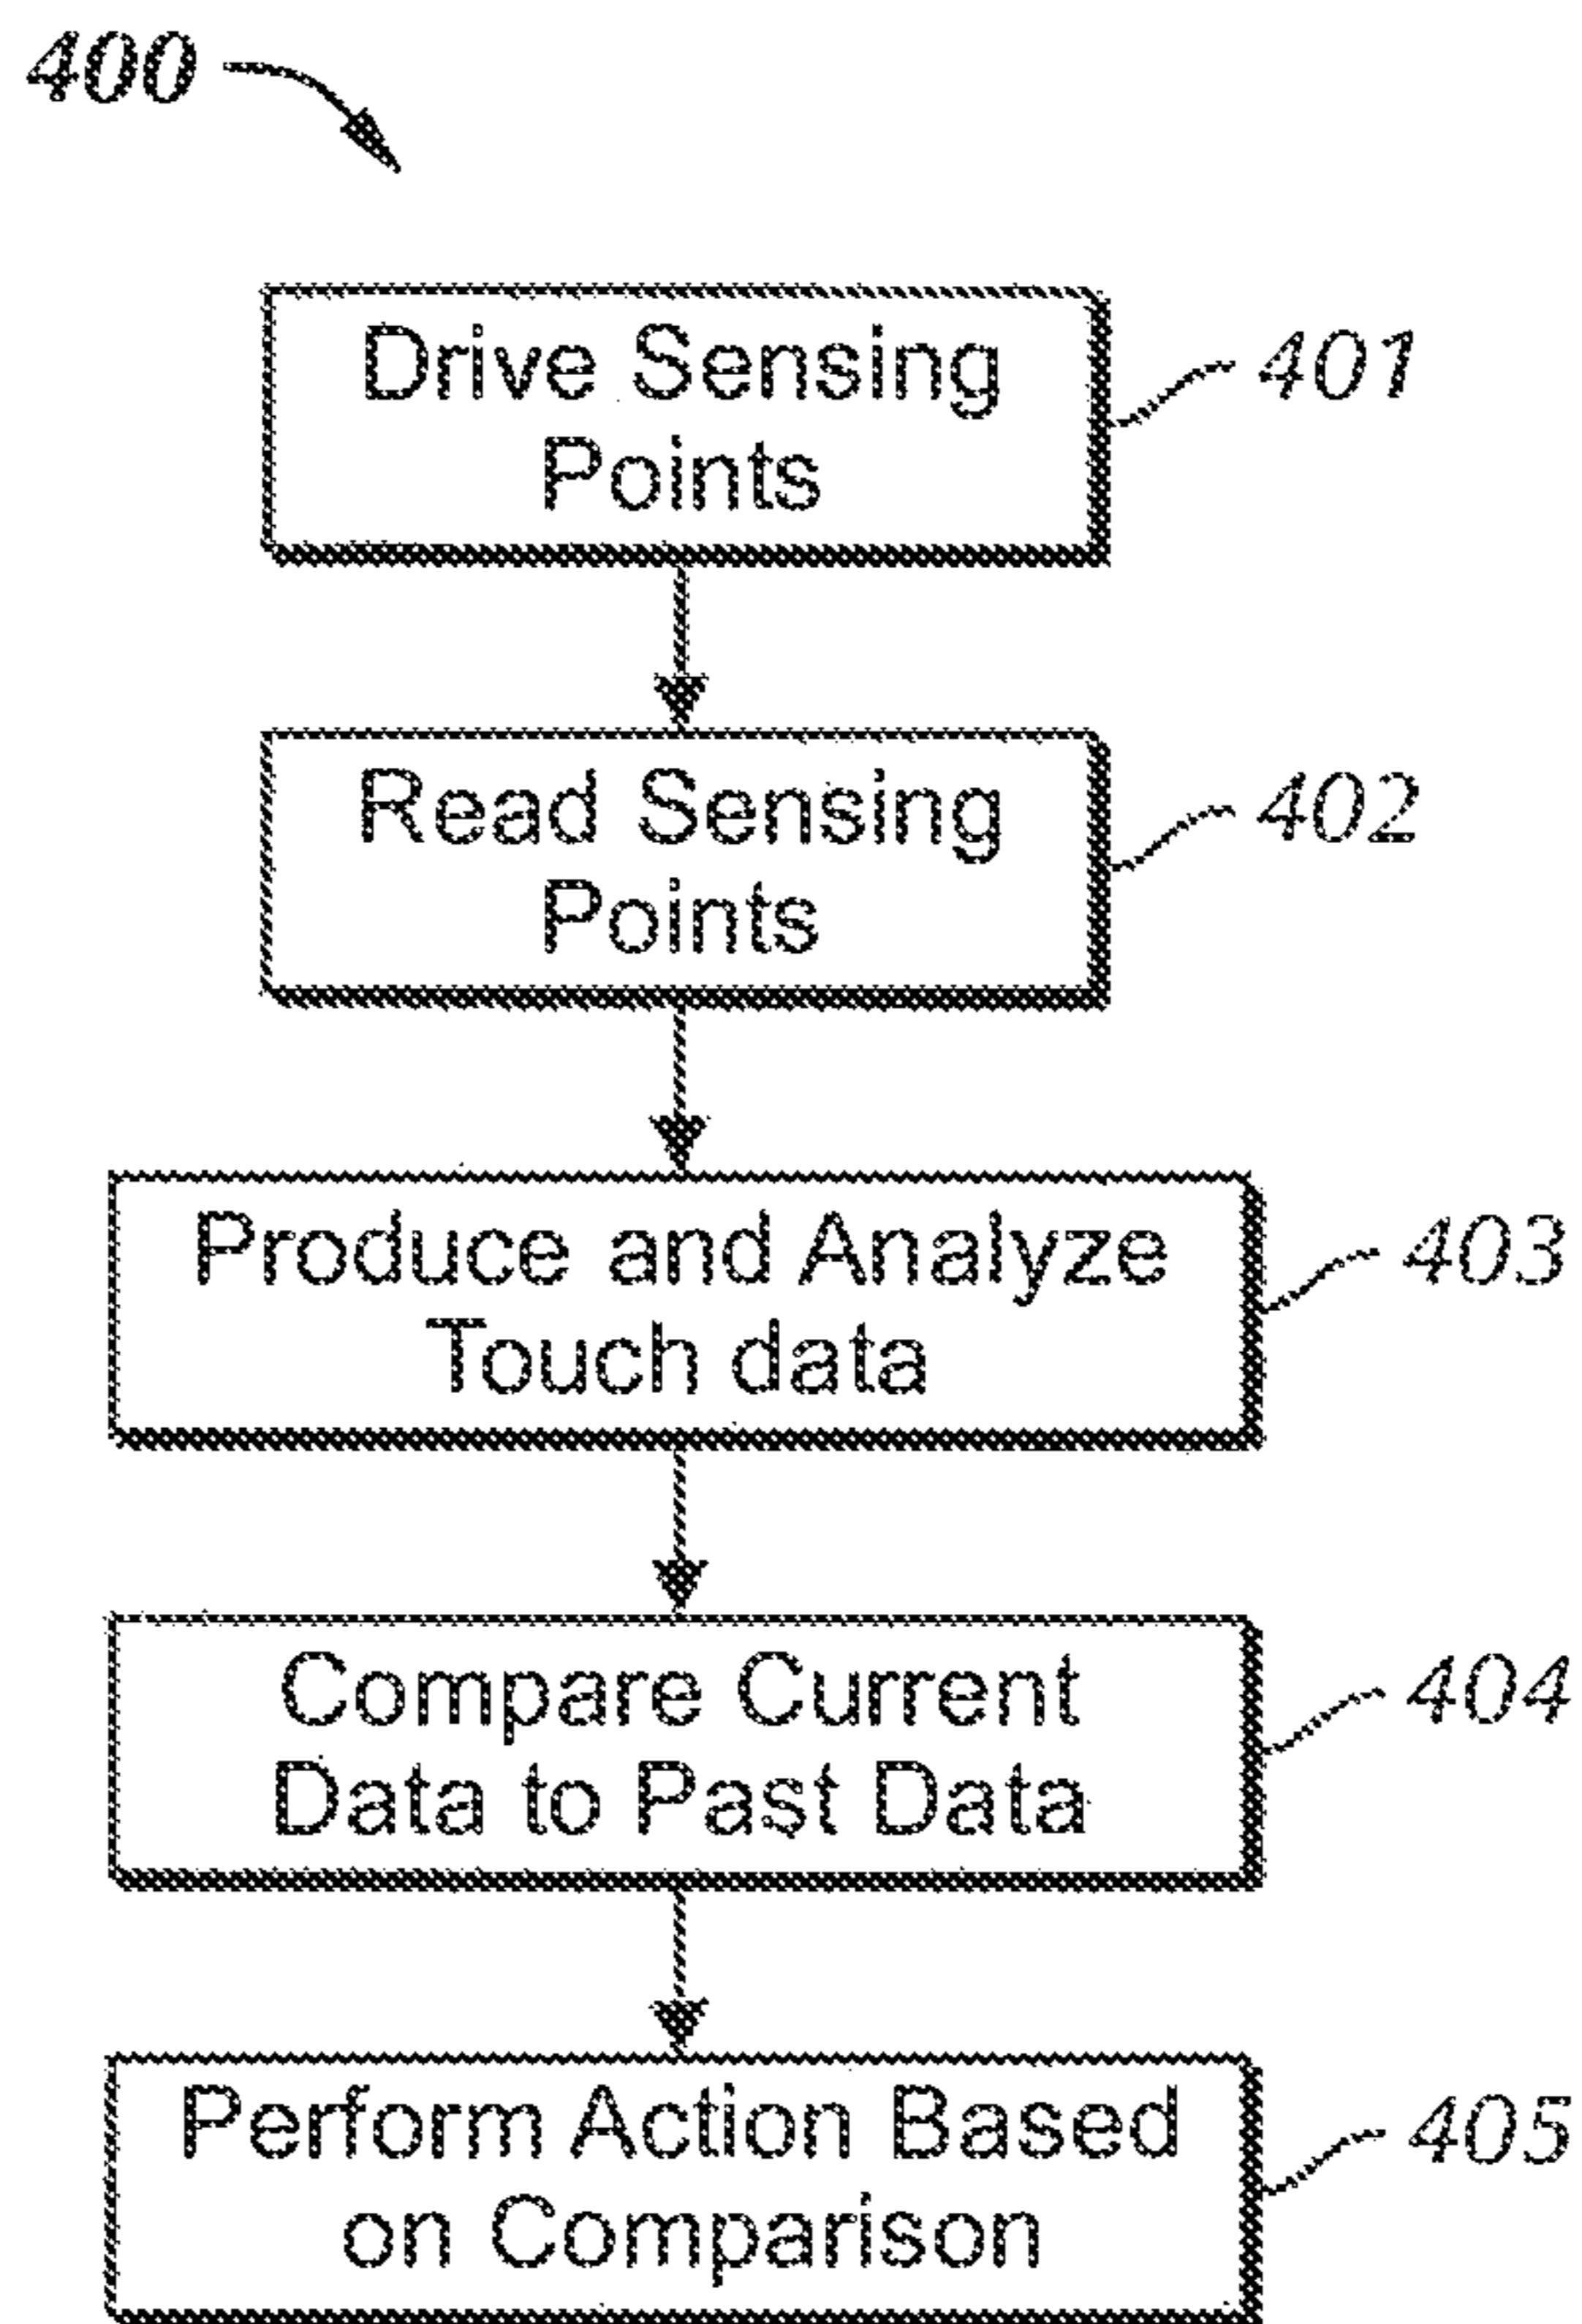 400
Drive Sensing
Points
401
Read Sensing
Points
402
Produce and Analyze
Touch data
403
Compare Current
Data to Past Data
404
Perform Action Based
on Comparison
405